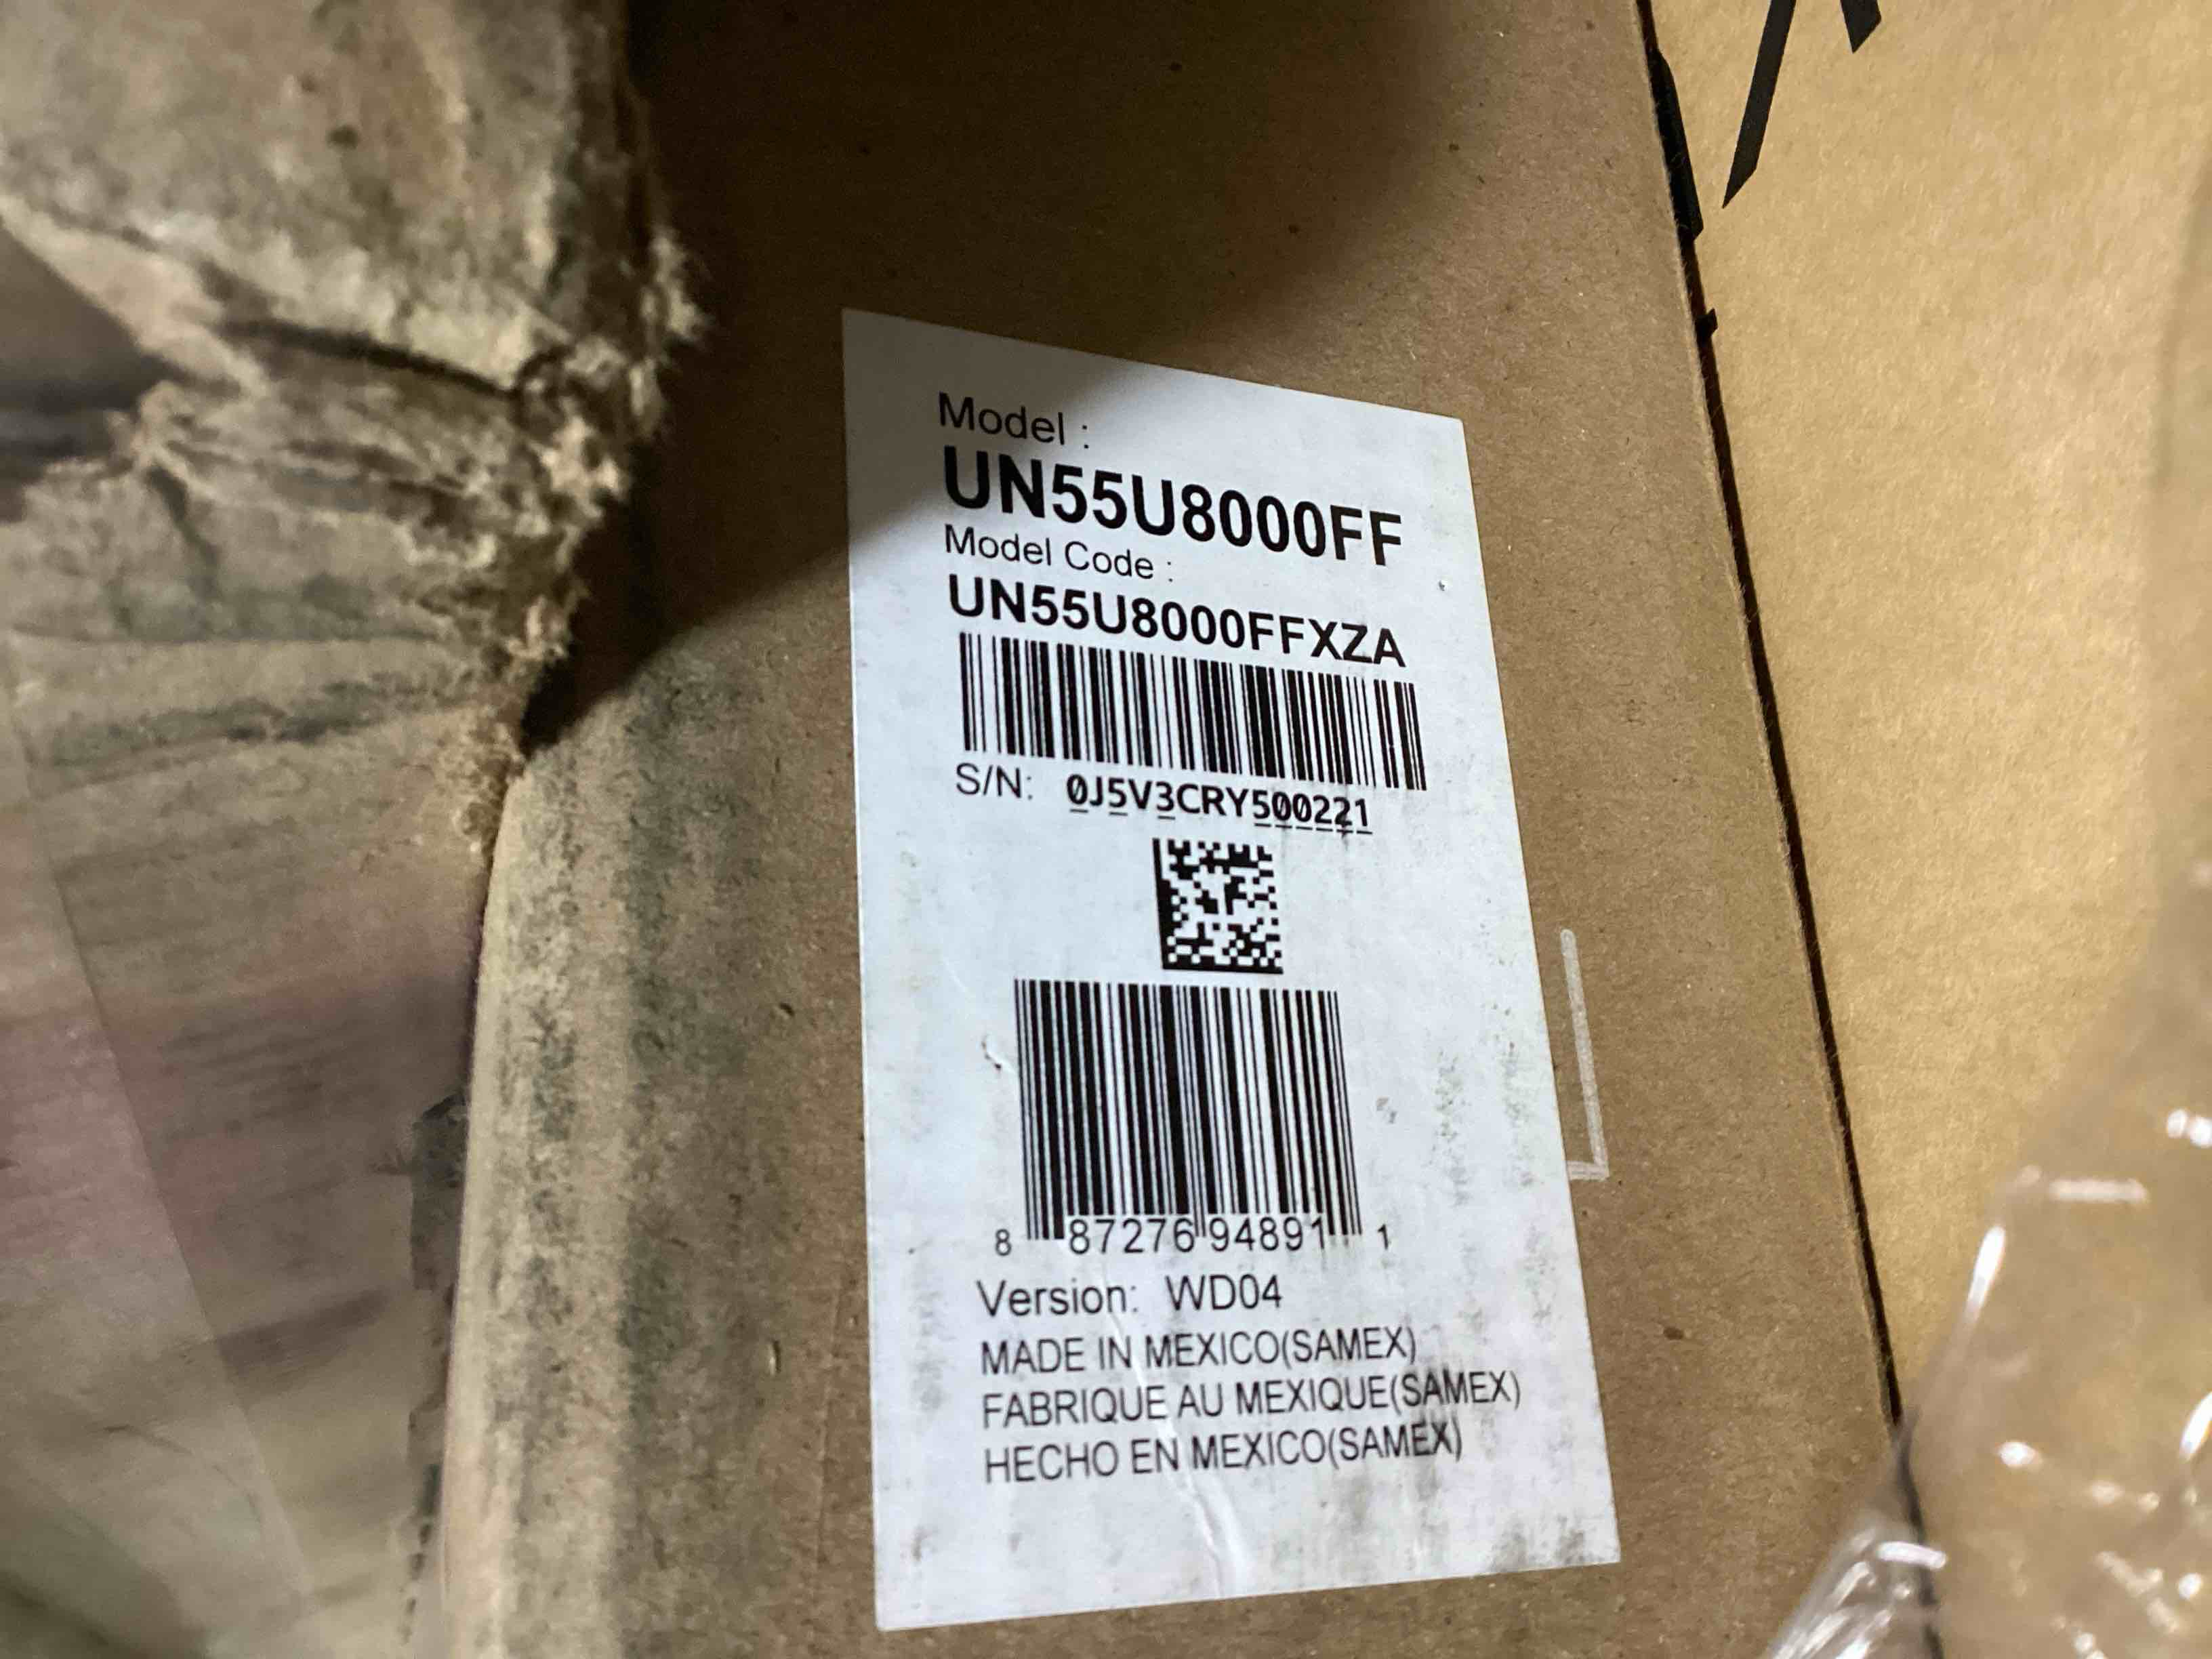 Model :
UN55U8000FF
Model Code :
UN55U8000FFXZA
S/N: 0J5V3CRY500221
8 87276 94891 1
Version: WD04
MADE IN MEXICO(SAMEX)
FABRIQUE AU MEXIQUE(SAMEX)
HECHO EN MEXICO(SAMEX)